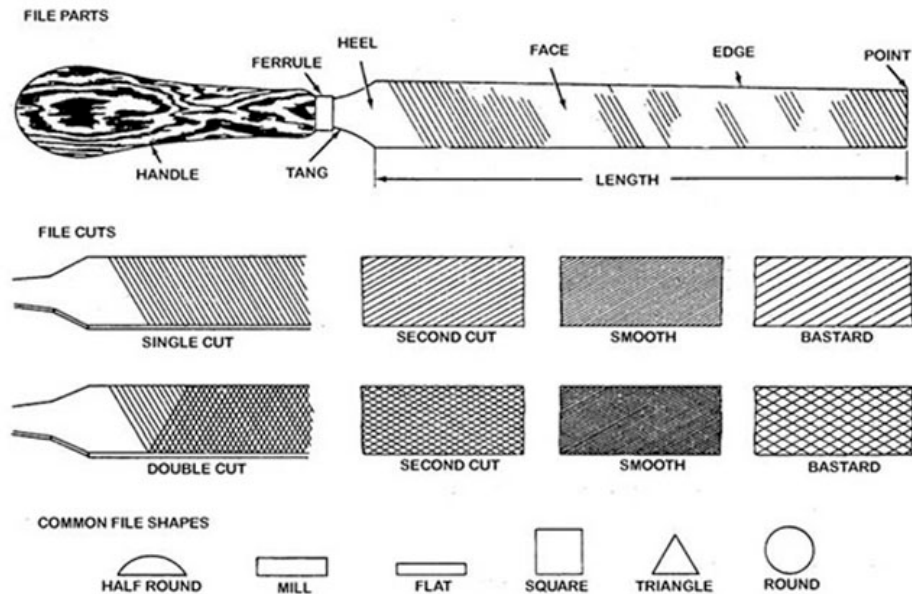 FILE PARTS
HEEL
FACE
EDGE
POINT
FERRULE
HANDLE
TANG
LENGTH
FILE CUTS
SINGLE CUT
SECOND CUT
SMOOTH
BASTARD
DOUBLE CUT
SECOND CUT
SMOOTH
BASTARD
COMMON FILE SHAPES
HALF ROUND
MILL
FLAT
SQUARE
TRIANGLE
ROUND